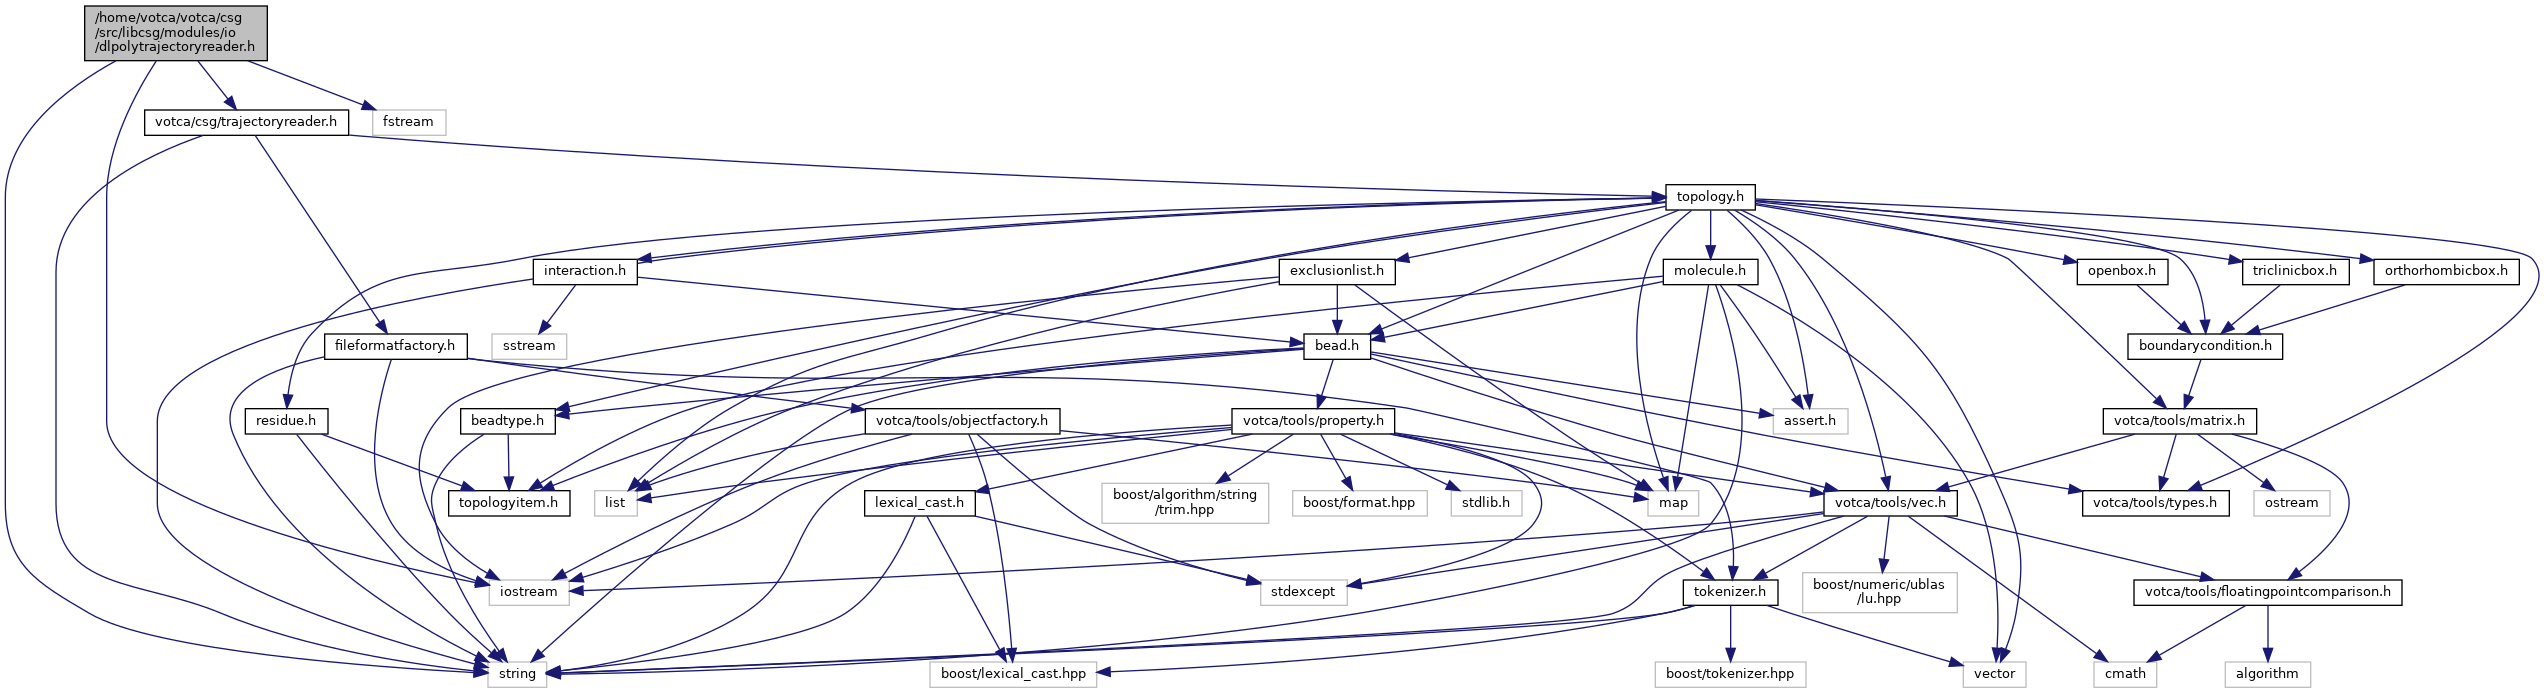 /home/votca/votca/csg
/src/libcsg/modules/io
/dlpolytrajectoryreader.h
votca/csg/trajectoryreader.h
fstream
topology.h
interaction.h
exclusionlist.h
molecule.h
openbox.h
triclinicbox.h
orthorhombicbox.h
fileformatfactory.h
sstream
bead.h
boundarycondition.h
residue.h
beadtype.h
votca/tools/objectfactory.h
votca/tools/property.h
assert.h
votca/tools/matrix.h
topologyitem.h
list
lexical_cast.h
boost/algorithm/string
/trim.hpp
boost/format.hpp
stdlib.h
map
votca/tools/vec.h
votca/tools/types.h
ostream
iostream
stdexcept
tokenizer.h
boost/numeric/ublas
/lu.hpp
votca/tools/floatingpointcomparison.h
string
boost/lexical_cast.hpp
boost/tokenizer.hpp
vector
cmath
algorithm